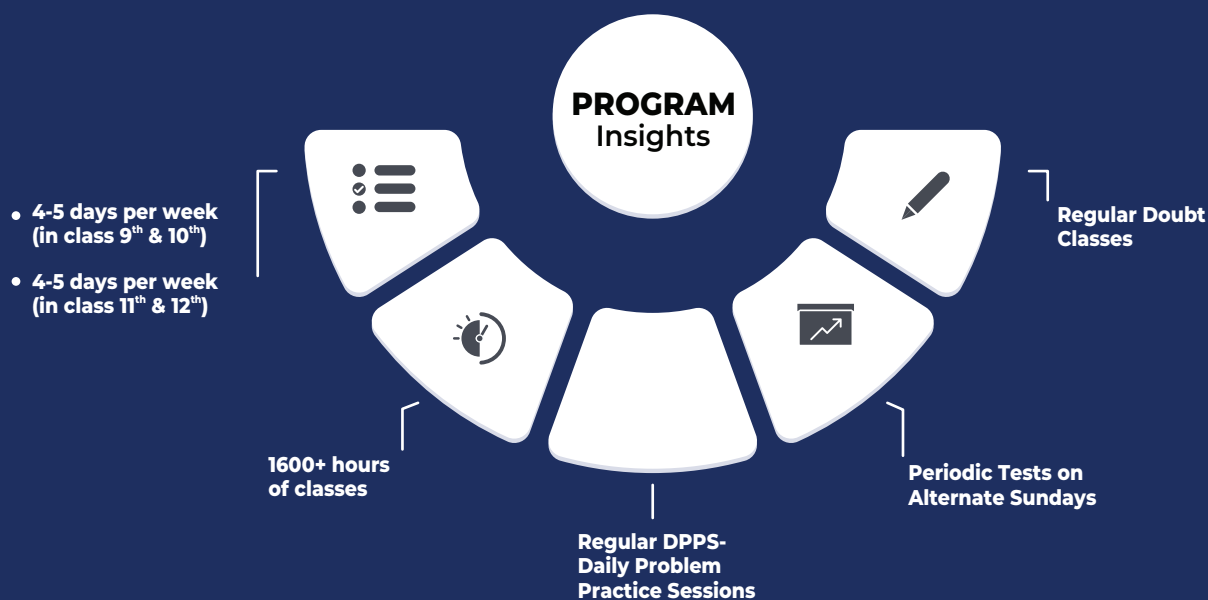 PROGRAM
Insights
• 4-5 days per week
(in class 9th & 10th)
• 4-5 days per week
(in class 11th & 12th)
1600+ hours
of classes
Regular DPPS-
Daily Problem
Practice Sessions
Periodic Tests on
Alternate Sundays
Regular Doubt
Classes